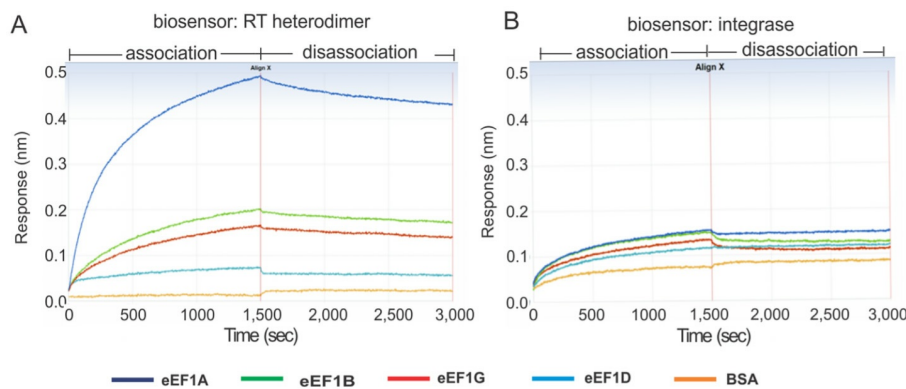 A
biosensor: RT heterodimer
association
disassociation
Align X
0.5
0.4
0.3
0.2
0.1
0.0
Response (nm)
0
500
1000
1,500
2,000
2,500
3,000
Time (sec)
B
biosensor: integrase
association
disassociation
Align X
0.5
0.4
0.3
0.2
0.1
0.0
Response (nm)
0
500
1000
1,500
2,000
2,500
3,000
Time (sec)
eEF1A
eEF1B
eEF1G
eEF1D
BSA